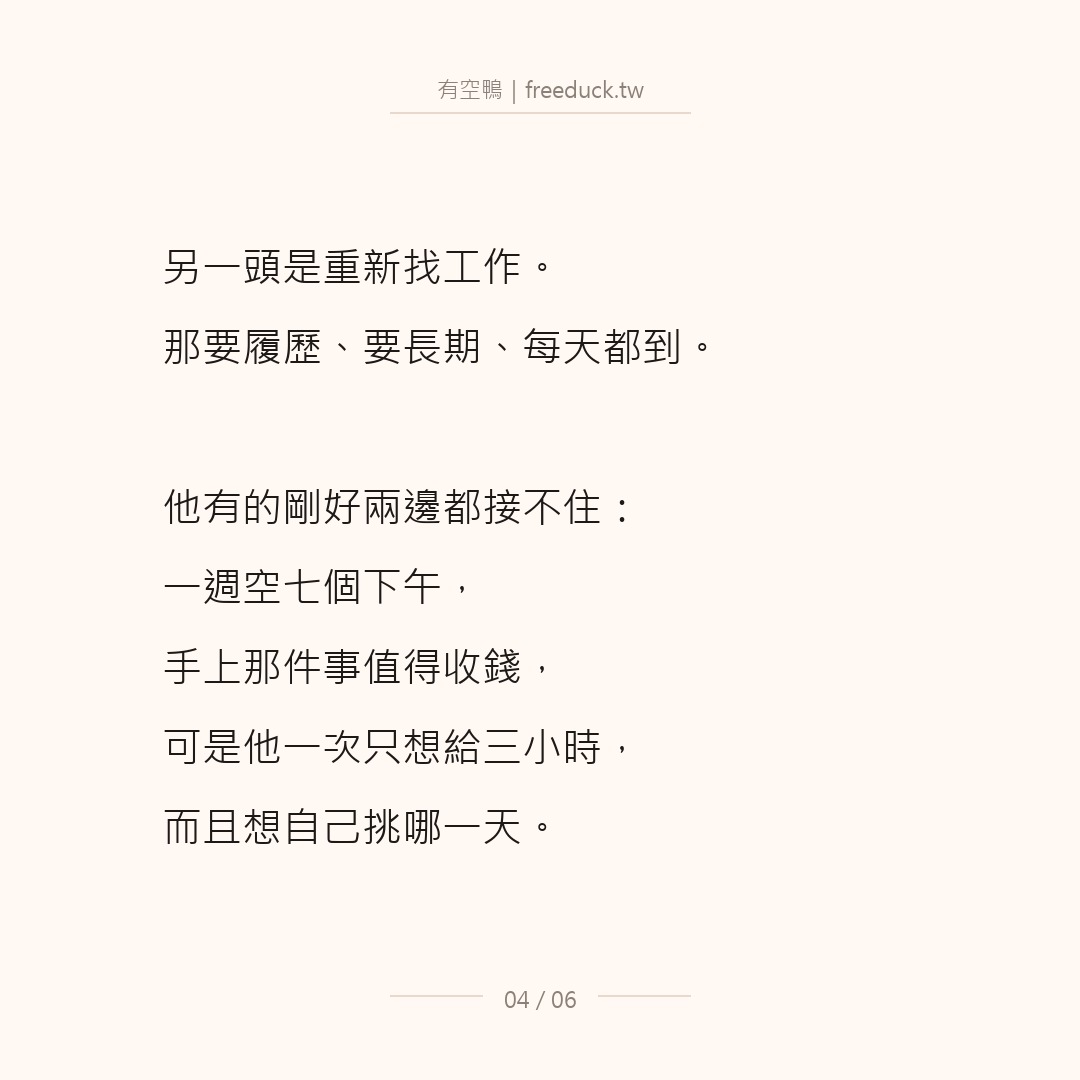 有空鴨 | freeduck.tw
另一頭是重新找工作。
那要履歷、要長期、每天都到。
他有的剛好兩邊都接不住：
一週空七個下午，
手上那件事值得收錢，
可是他一次只想給三小時，
而且想自己挑哪一天。
04 / 06